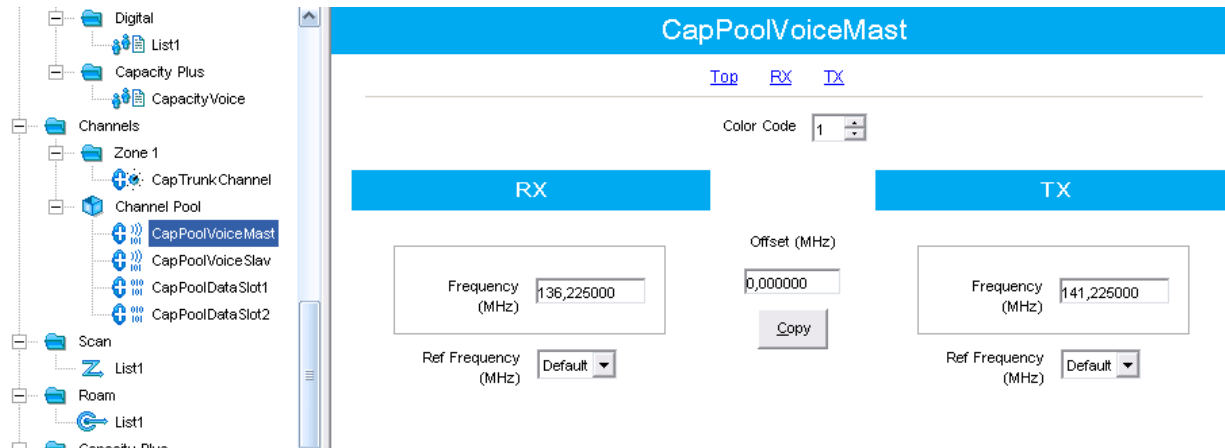 Digital
List1
Capacity Plus
CapacityVoice
Channels
Zone 1
CapTrunkChannel
Channel Pool
CapPoolVoiceMast
CapPoolVoiceSlav
CapPoolDataSlot1
CapPoolDataSlot2
Scan
List1
Roam
List1
Capacity Plus
CapPoolVoiceMast
Top RX TX
Color Code 1
RX
Frequency
(MHz)
136,225000
Ref Frequency
(MHz)
Default
Offset (MHz)
0,000000
Copy
TX
Frequency
(MHz)
141,225000
Ref Frequency
(MHz)
Default